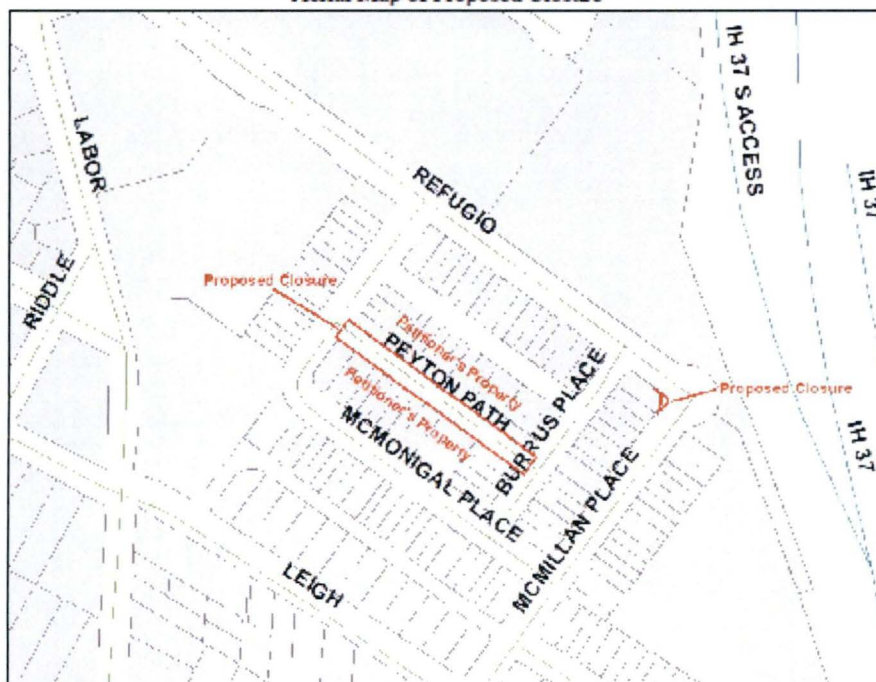 IH 37 S ACCESS
IH 37
LABOR
REFUGIO
RIDDLE
Proposed Closure
Petitioner's Property
PEYTON PATH
Petitioner's Property
BURRUS PLACE
Proposed Closure
MCMONIGAL PLACE
MCMILLAN PLACE
IH 37
LEIGH